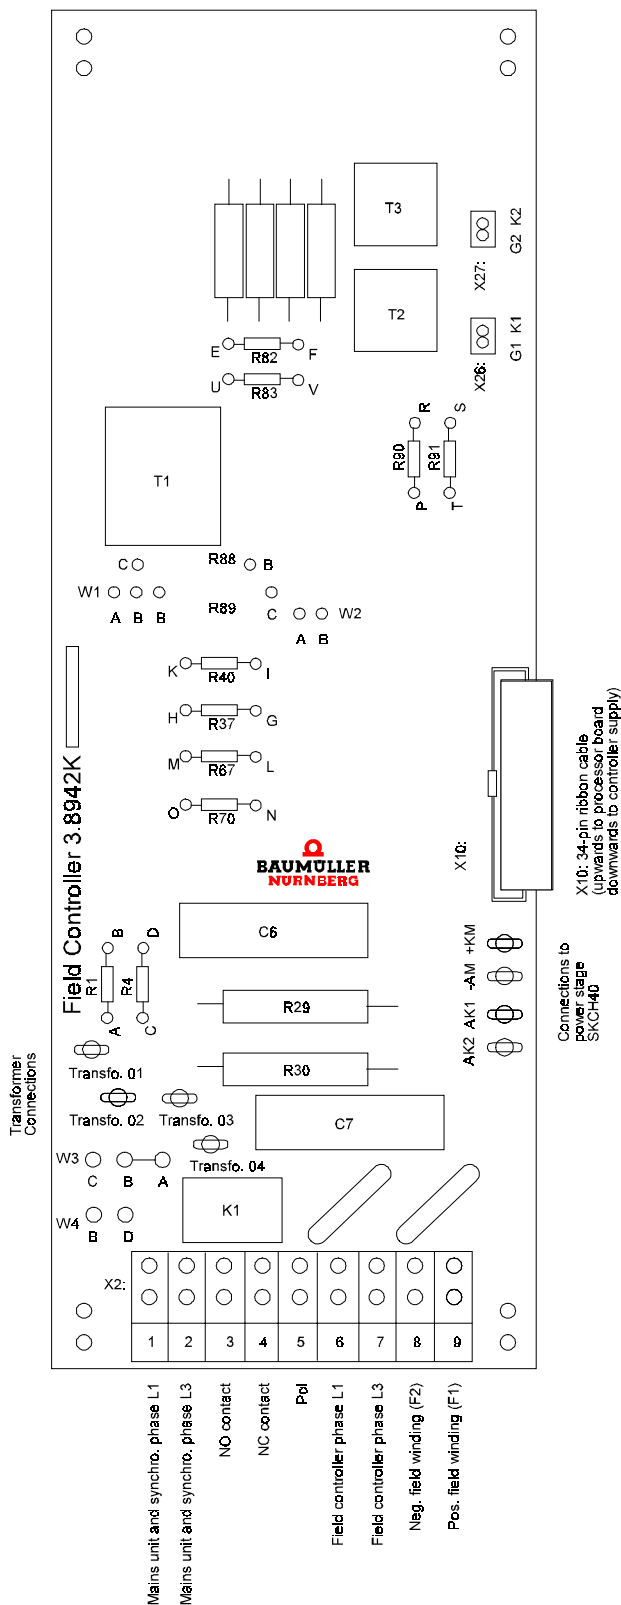 T3
G2 K2
X27:
T2
G1 K1
X26:
E
F
R82
U
R83
V
R
S
R90
R91
P
T
T1
C
R88
B
W1
A B B
R89
C
W2
A B
K
I
R40
H
G
R37
M
L
R67
O
N
R70
Field Controller 3.8942K
X10:
X10: 34-pin ribbon cable
(upwards to processor board
downwards to controller supply)
BAUMÜLLER
NÜRNBERG
C6
B
D
R1
R4
A
C
R29
R30
+KM
-AM
AK1
AK2
Connections to
power stage
SKCH40
Transformer
Connections
Transfo. 01
Transfo. 02
Transfo. 03
Transfo. 04
C7
W3
C B A
W4
B D
K1
X2:
1 2 3 4 5 6 7 8 9
Mains unit and synchro. phase L1
Mains unit and synchro. phase L3
NO contact
NC contact
Pol
Field controller phase L1
Field controller phase L3
Neg. field winding (F2)
Pos. field winding (F1)